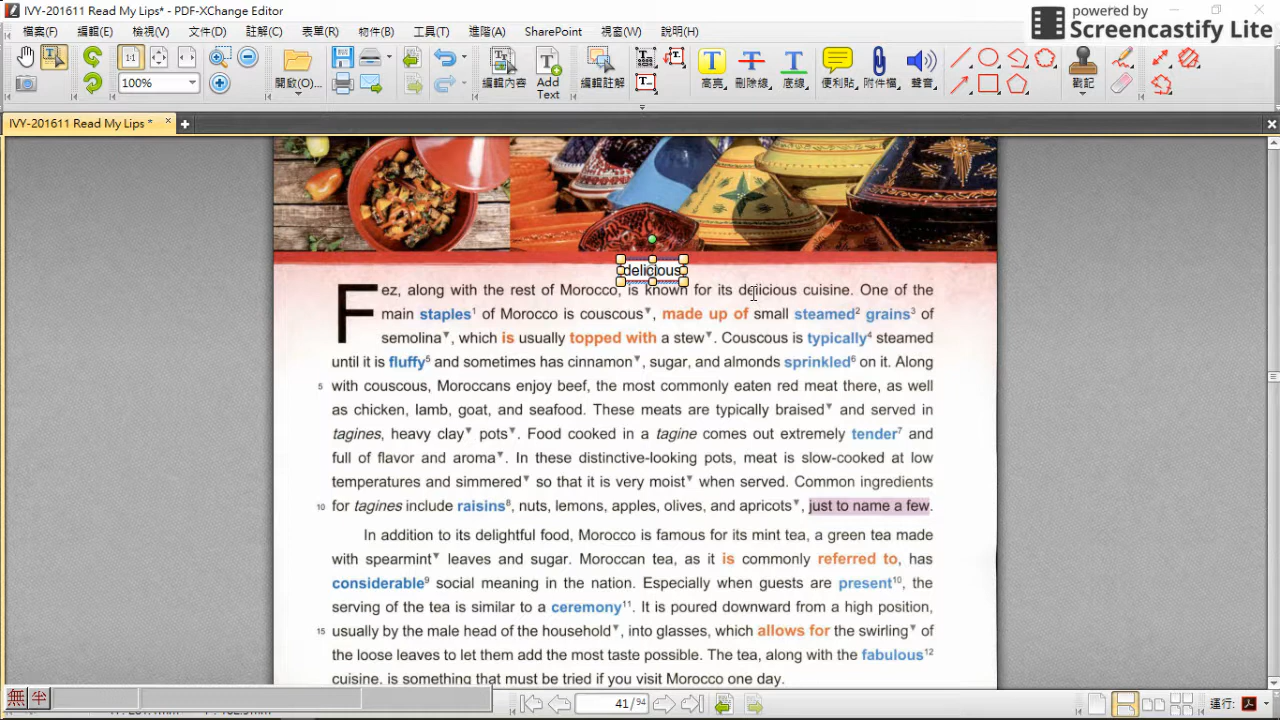 IVY-201611 Read My Lips* - PDF-XChange Editor
powered by
Screencastify Lite
檔案(F) 編輯(E) 檢視(V) 文件(D) 註解(C) 表單(R) 物件(B) 工具(T) 進階(A) SharePoint 視窗(W) 說明(H)
1:1
100%
開啟(O)...
編輯內容
Add
Text
編輯註解
高亮
刪除線
底線
便利貼
附件檔
聲音
戳記
IVY-201611 Read My Lips *
delicious
Fez, along with the rest of Morocco, is known for its delicious cuisine. One of the
main staples1 of Morocco is couscous▼, made up of small steamed2 grains3 of
semolina▼, which is usually topped with a stew▼. Couscous is typically4 steamed
until it is fluffy5 and sometimes has cinnamon▼, sugar, and almonds sprinkled6 on it. Along
5 with couscous, Moroccans enjoy beef, the most commonly eaten red meat there, as well
as chicken, lamb, goat, and seafood. These meats are typically braised▼ and served in
tagines, heavy clay▼ pots▼. Food cooked in a tagine comes out extremely tender7 and
full of flavor and aroma▼. In these distinctive-looking pots, meat is slow-cooked at low
temperatures and simmered▼ so that it is very moist▼ when served. Common ingredients
10 for tagines include raisins8, nuts, lemons, apples, olives, and apricots▼, just to name a few.
In addition to its delightful food, Morocco is famous for its mint tea, a green tea made
with spearmint▼ leaves and sugar. Moroccan tea, as it is commonly referred to, has
considerable9 social meaning in the nation. Especially when guests are present10, the
serving of the tea is similar to a ceremony11. It is poured downward from a high position,
15 usually by the male head of the household▼, into glasses, which allows for the swirling▼ of
the loose leaves to let them add the most taste possible. The tea, along with the fabulous12
cuisine, is something that must be tried if you visit Morocco one day.
無 半
41 / 94
運行: